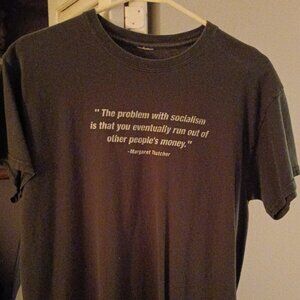 " The problem with socialism
is that you eventually run out of
other people's money."
-Margaret Thatcher